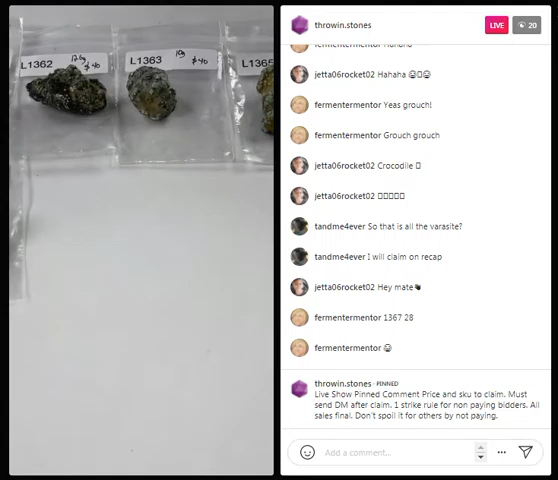 throwin.stones
LIVE
20
jetta06rocket02 Hahaha
fermentermentor Yeas grouch!
fermentermentor Grouch grouch
jetta06rocket02 Crocodile
jetta06rocket02
tandme4ever So that is all the varasite?
tandme4ever I will claim on recap
jetta06rocket02 Hey mate
fermentermentor 1367 28
fermentermentor
throwin.stones · PINNED
Live Show Pinned Comment Price and sku to claim. Must
send DM after claim. 1 strike rule for non paying bidders. All
sales final. Don't spoil it for others by not paying.
Add a comment...
L1362
$40
L1363
$40
L1365